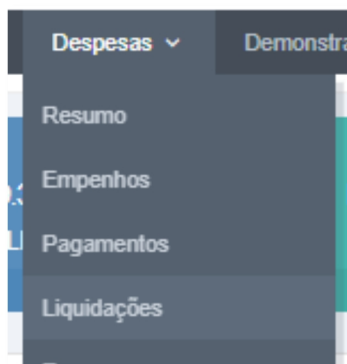 Despesas Demonstra
Resumo
Empenhos
Pagamentos
Liquidações